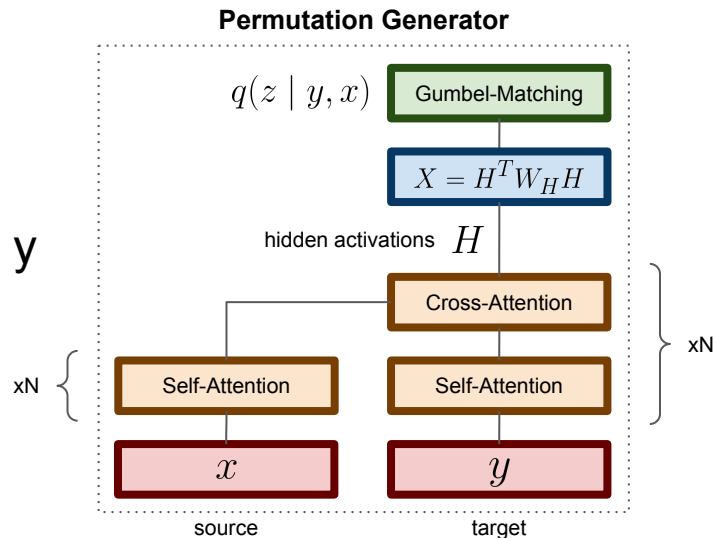 Permutation Generator
q(z | y, x)
Gumbel-Matching
X = H^T W_H H
hidden activations H
y
Cross-Attention
xN
xN
Self-Attention
Self-Attention
x
y
source
target